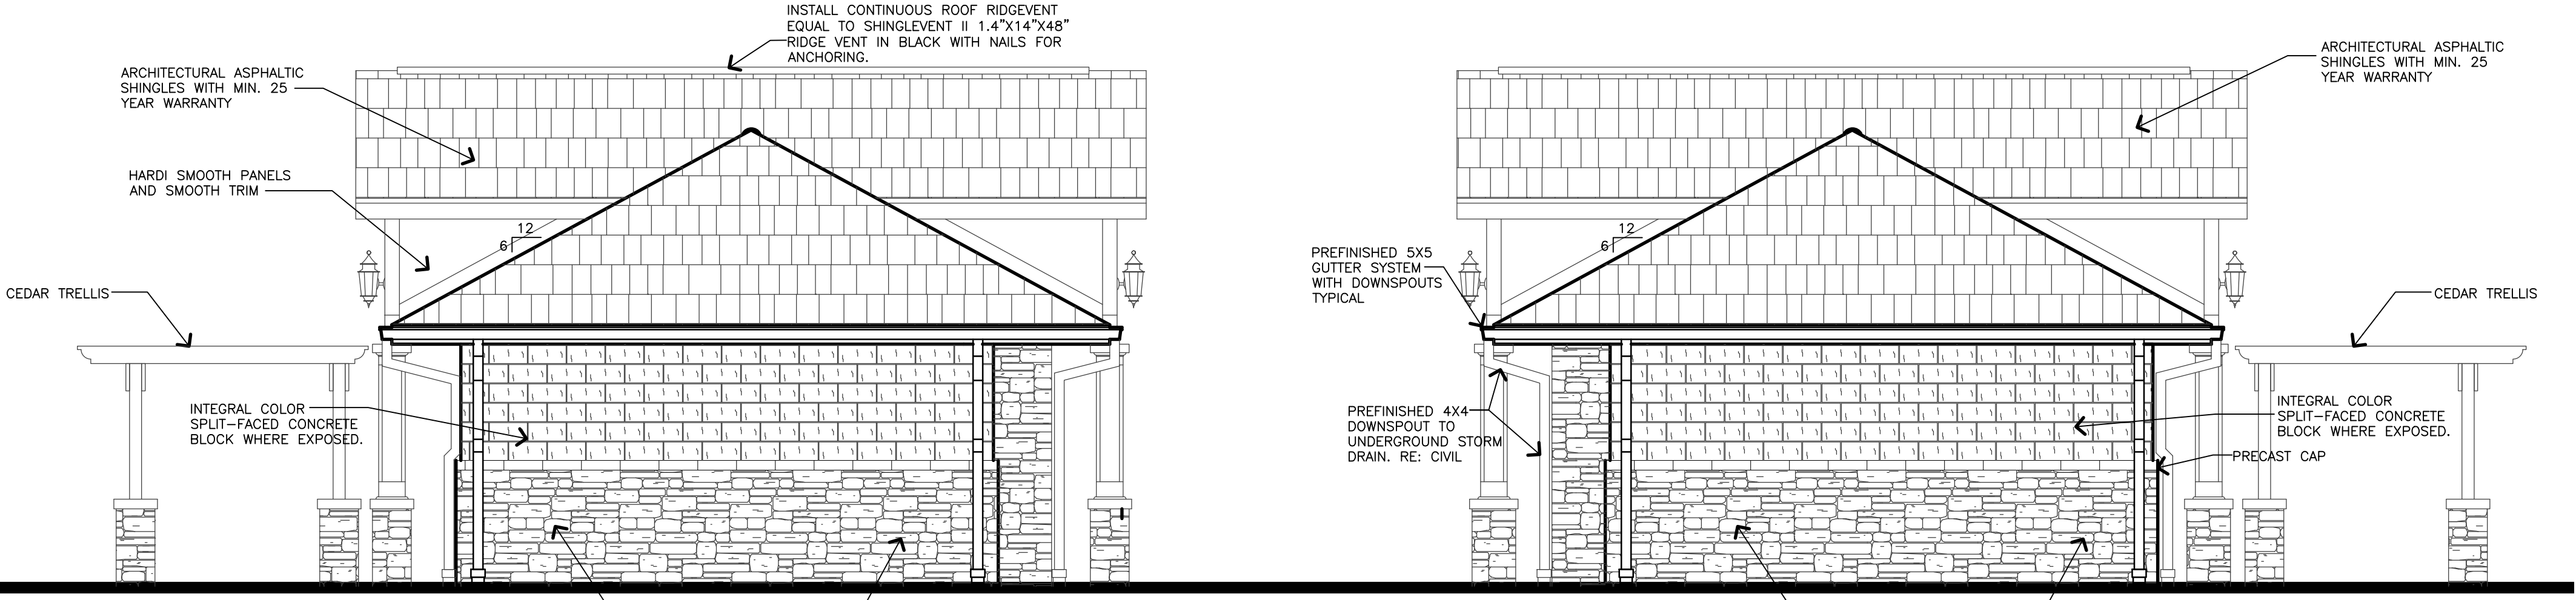 INSTALL CONTINUOUS ROOF RIDGEVENT
EQUAL TO SHINGLEVENT II 1.4"X14"X48"
RIDGE VENT IN BLACK WITH NAILS FOR
ANCHORING.
ARCHITECTURAL ASPHALTIC
SHINGLES WITH MIN. 25
YEAR WARRANTY
HARDI SMOOTH PANELS
AND SMOOTH TRIM
12
6
CEDAR TRELLIS
INTEGRAL COLOR
SPLIT-FACED CONCRETE
BLOCK WHERE EXPOSED.
ARCHITECTURAL ASPHALTIC
SHINGLES WITH MIN. 25
YEAR WARRANTY
12
6
PREFINISHED 5X5
GUTTER SYSTEM
WITH DOWNSPOUTS
TYPICAL
CEDAR TRELLIS
PREFINISHED 4X4
DOWNSPOUT TO
UNDERGROUND STORM
DRAIN. RE: CIVIL
INTEGRAL COLOR
SPLIT-FACED CONCRETE
BLOCK WHERE EXPOSED.
PRECAST CAP